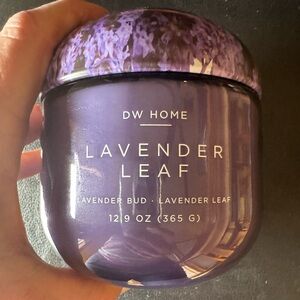 DW HOME
LAVENDER
LEAF
LAVENDER BUD · LAVENDER LEAF
12.9 OZ (365 G)